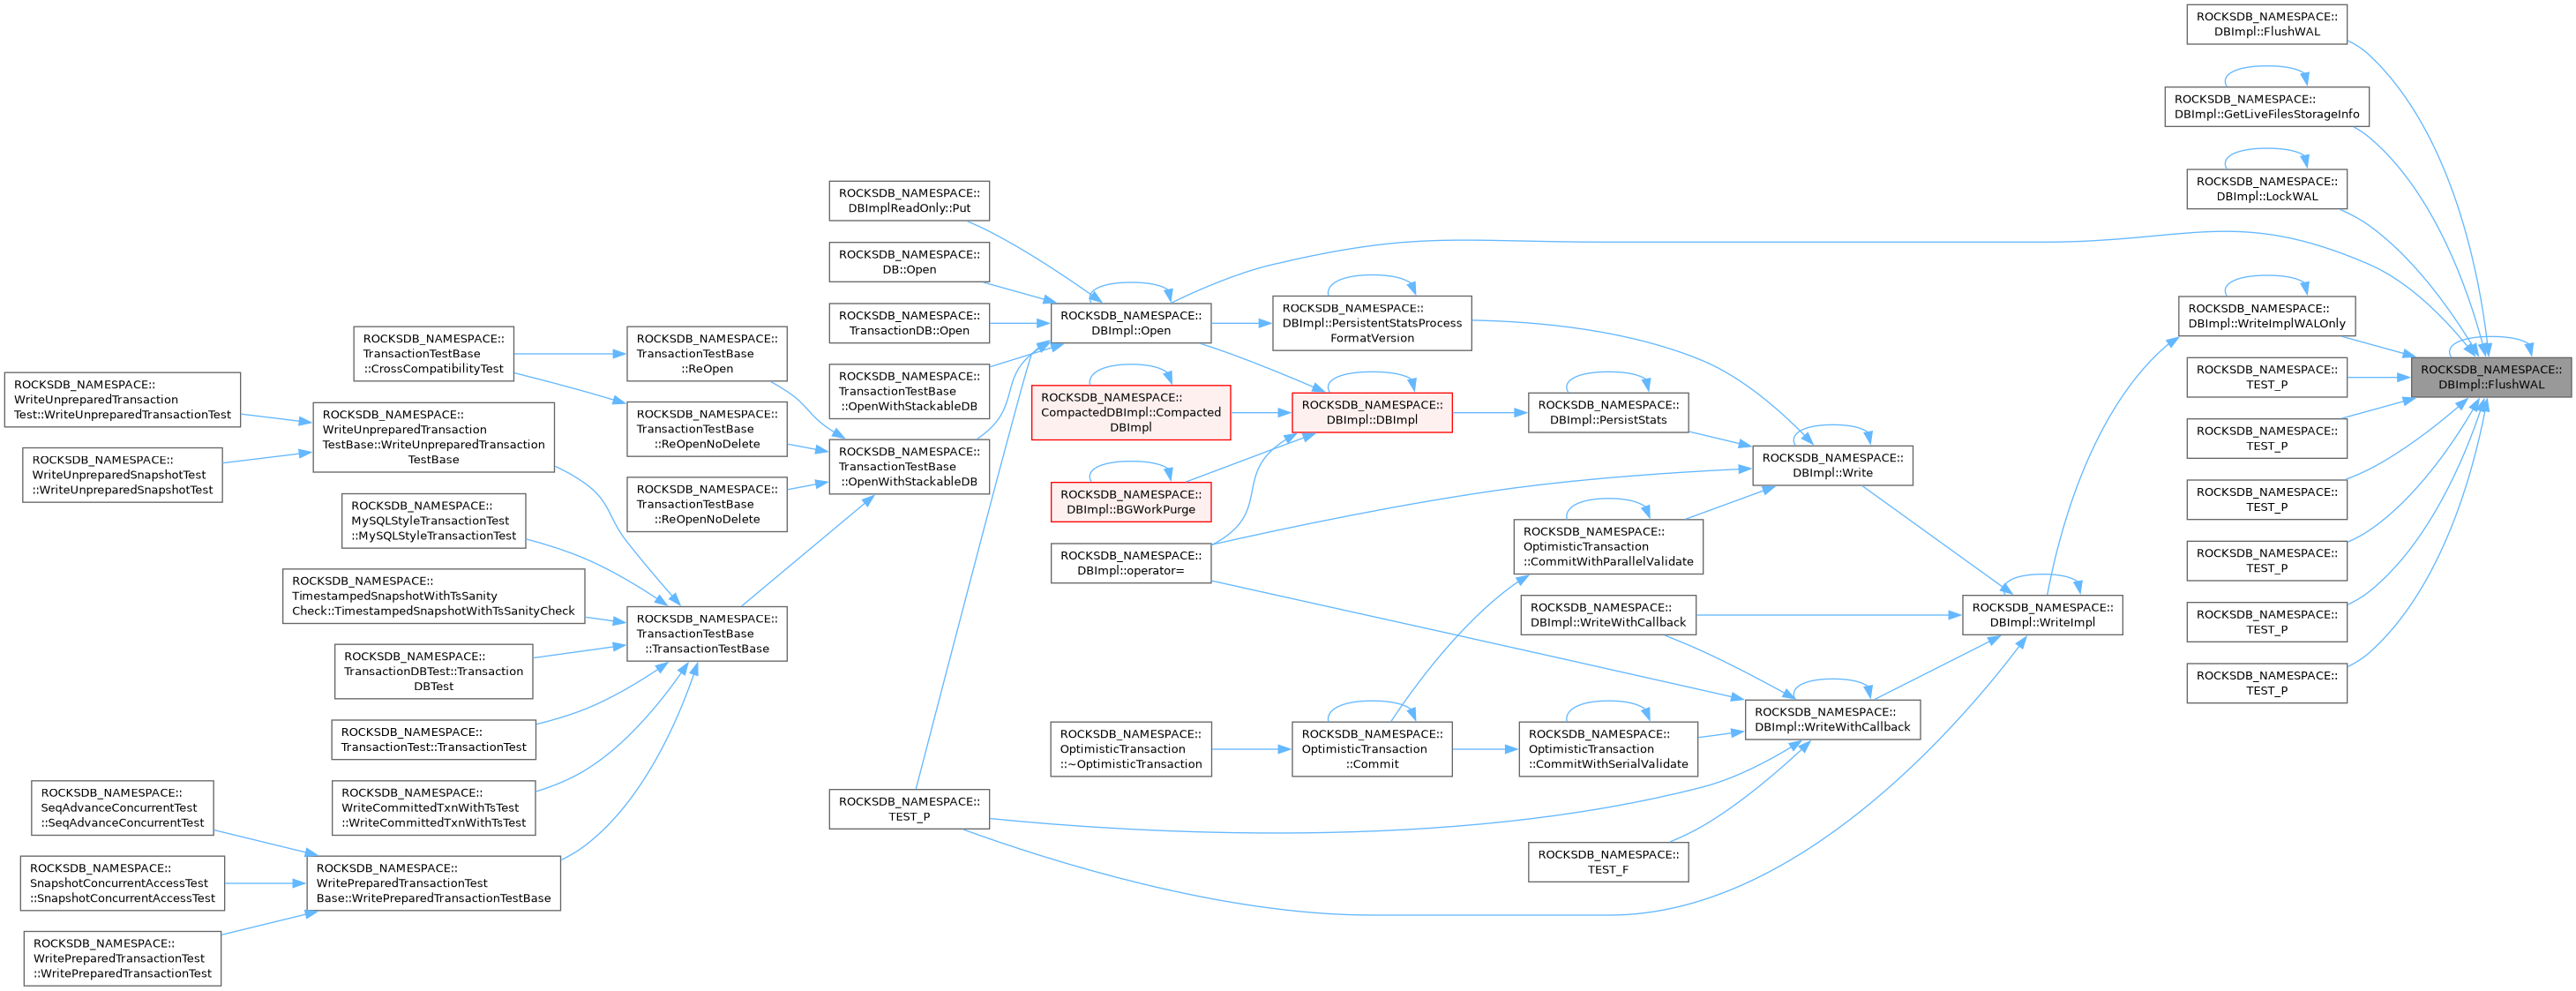 ROCKSDB_NAMESPACE::
DBImpl::FlushWAL
ROCKSDB_NAMESPACE::
DBImpl::GetLiveFilesStorageInfo
ROCKSDB_NAMESPACE::
DBImpl::LockWAL
ROCKSDB_NAMESPACE::
DBImplReadOnly::Put
ROCKSDB_NAMESPACE::
DB::Open
ROCKSDB_NAMESPACE::
TransactionDB::Open
ROCKSDB_NAMESPACE::
DBImpl::Open
ROCKSDB_NAMESPACE::
DBImpl::PersistentStatsProcess
FormatVersion
ROCKSDB_NAMESPACE::
DBImpl::WriteImplWALOnly
ROCKSDB_NAMESPACE::
TransactionTestBase
::CrossCompatibilityTest
ROCKSDB_NAMESPACE::
TransactionTestBase
::ReOpen
ROCKSDB_NAMESPACE::
TransactionTestBase
::OpenWithStackableDB
ROCKSDB_NAMESPACE::
CompactedDBImpl::Compacted
DBImpl
ROCKSDB_NAMESPACE::
DBImpl::DBImpl
ROCKSDB_NAMESPACE::
DBImpl::PersistStats
ROCKSDB_NAMESPACE::
TEST_P
ROCKSDB_NAMESPACE::
DBImpl::FlushWAL
ROCKSDB_NAMESPACE::
WriteUnpreparedTransaction
Test::WriteUnpreparedTransactionTest
ROCKSDB_NAMESPACE::
WriteUnpreparedTransaction
TestBase::WriteUnpreparedTransaction
TestBase
ROCKSDB_NAMESPACE::
TransactionTestBase
::ReOpenNoDelete
ROCKSDB_NAMESPACE::
TEST_P
ROCKSDB_NAMESPACE::
WriteUnpreparedSnapshotTest
::WriteUnpreparedSnapshotTest
ROCKSDB_NAMESPACE::
TransactionTestBase
::OpenWithStackableDB
ROCKSDB_NAMESPACE::
DBImpl::Write
ROCKSDB_NAMESPACE::
MySQLStyleTransactionTest
::MySQLStyleTransactionTest
ROCKSDB_NAMESPACE::
TransactionTestBase
::ReOpenNoDelete
ROCKSDB_NAMESPACE::
DBImpl::BGWorkPurge
ROCKSDB_NAMESPACE::
TEST_P
ROCKSDB_NAMESPACE::
OptimisticTransaction
::CommitWithParallelValidate
ROCKSDB_NAMESPACE::
DBImpl::operator=
ROCKSDB_NAMESPACE::
TEST_P
ROCKSDB_NAMESPACE::
TimestampedSnapshotWithTsSanity
Check::TimestampedSnapshotWithTsSanityCheck
ROCKSDB_NAMESPACE::
TransactionTestBase
::TransactionTestBase
ROCKSDB_NAMESPACE::
DBImpl::WriteWithCallback
ROCKSDB_NAMESPACE::
DBImpl::WriteImpl
ROCKSDB_NAMESPACE::
TEST_P
ROCKSDB_NAMESPACE::
TransactionDBTest::Transaction
DBTest
ROCKSDB_NAMESPACE::
TEST_P
ROCKSDB_NAMESPACE::
TransactionTest::TransactionTest
ROCKSDB_NAMESPACE::
OptimisticTransaction
::~OptimisticTransaction
ROCKSDB_NAMESPACE::
OptimisticTransaction
::Commit
ROCKSDB_NAMESPACE::
OptimisticTransaction
::CommitWithSerialValidate
ROCKSDB_NAMESPACE::
DBImpl::WriteWithCallback
ROCKSDB_NAMESPACE::
SeqAdvanceConcurrentTest
::SeqAdvanceConcurrentTest
ROCKSDB_NAMESPACE::
WriteCommittedTxnWithTsTest
::WriteCommittedTxnWithTsTest
ROCKSDB_NAMESPACE::
TEST_P
ROCKSDB_NAMESPACE::
SnapshotConcurrentAccessTest
::SnapshotConcurrentAccessTest
ROCKSDB_NAMESPACE::
WritePreparedTransactionTest
Base::WritePreparedTransactionTestBase
ROCKSDB_NAMESPACE::
TEST_F
ROCKSDB_NAMESPACE::
WritePreparedTransactionTest
::WritePreparedTransactionTest